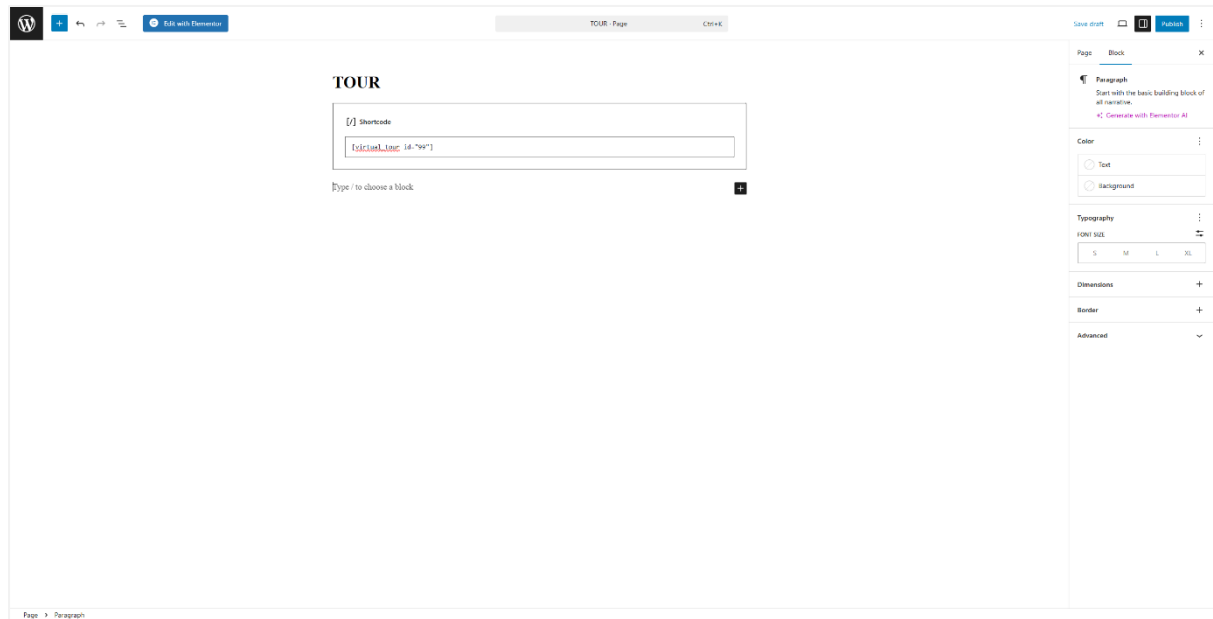 Edit with Elementor
TOUR · Page
Ctrl+K
Save draft
Publish
Page
Block
Paragraph
Start with the basic building block of
all narrative.
Generate with Elementor AI
Color
Text
Background
Typography
FONT SIZE
S M L XL
Dimensions
Border
Advanced
TOUR
[/] Shortcode
[virtual_tour id="99"]
Type / to choose a block
Page > Paragraph